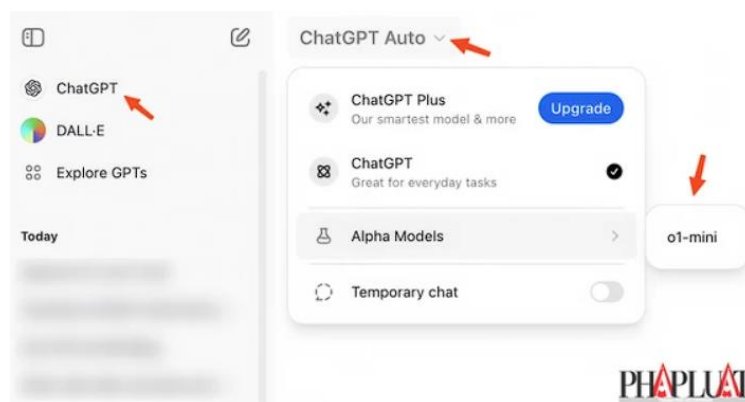 ChatGPT
DALL·E
Explore GPTs
Today
ChatGPT Auto
ChatGPT Plus
Our smartest model & more
Upgrade
ChatGPT
Great for everyday tasks
Alpha Models
o1-mini
Temporary chat
PHAPLUAT